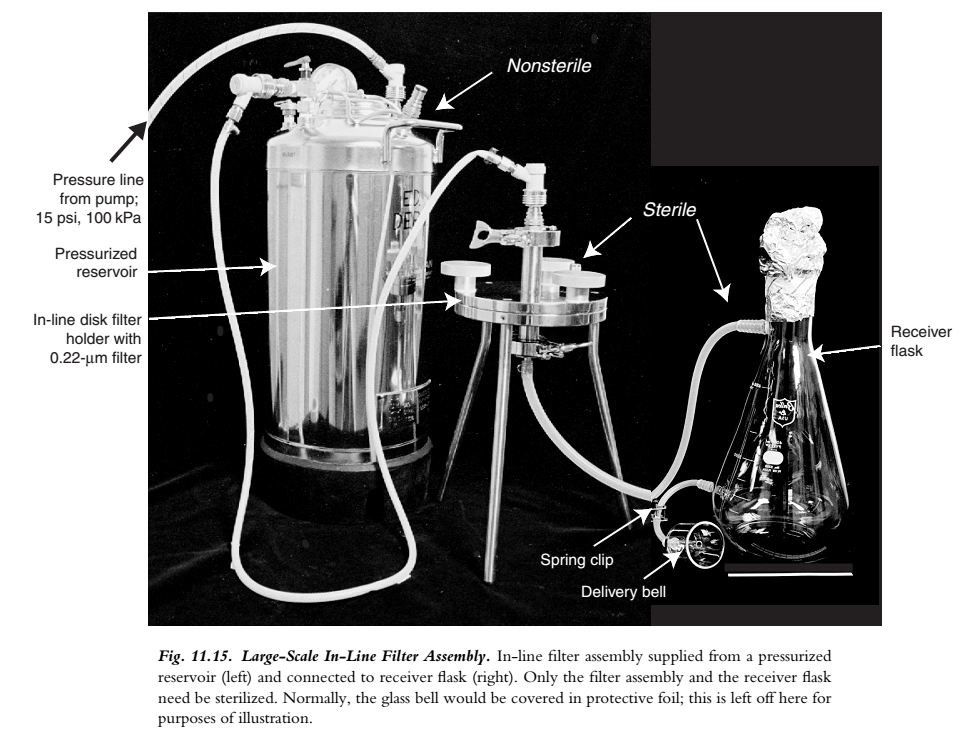 Nonsterile
Pressure line
from pump;
15 psi, 100 kPa
Sterile
Pressurized
reservoir
In-line disk filter
holder with
0.22-μm filter
Receiver
flask
Spring clip
Delivery bell
Fig. 11.15. Large-Scale In-Line Filter Assembly. In-line filter assembly supplied from a pressurized
reservoir (left) and connected to receiver flask (right). Only the filter assembly and the receiver flask
need be sterilized. Normally, the glass bell would be covered in protective foil; this is left off here for
purposes of illustration.